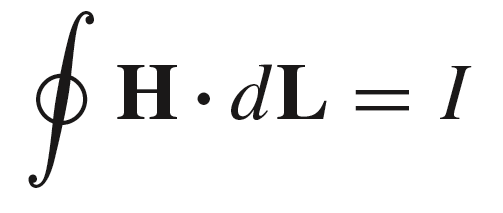 ∮ H · dL = I